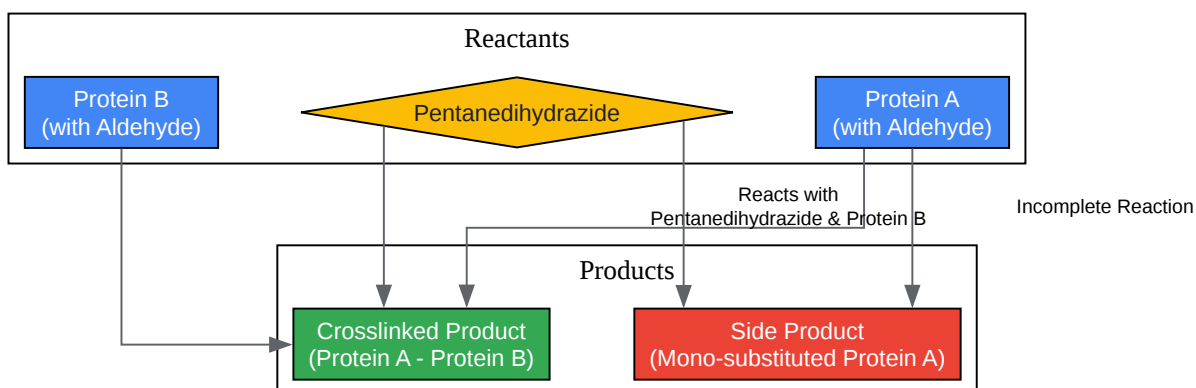 Reactants
Protein B
(with Aldehyde)
Pentanedihydrazide
Protein A
(with Aldehyde)
Reacts with
Pentanedihydrazide & Protein B
Incomplete Reaction
Products
Crosslinked Product
(Protein A - Protein B)
Side Product
(Mono-substituted Protein A)